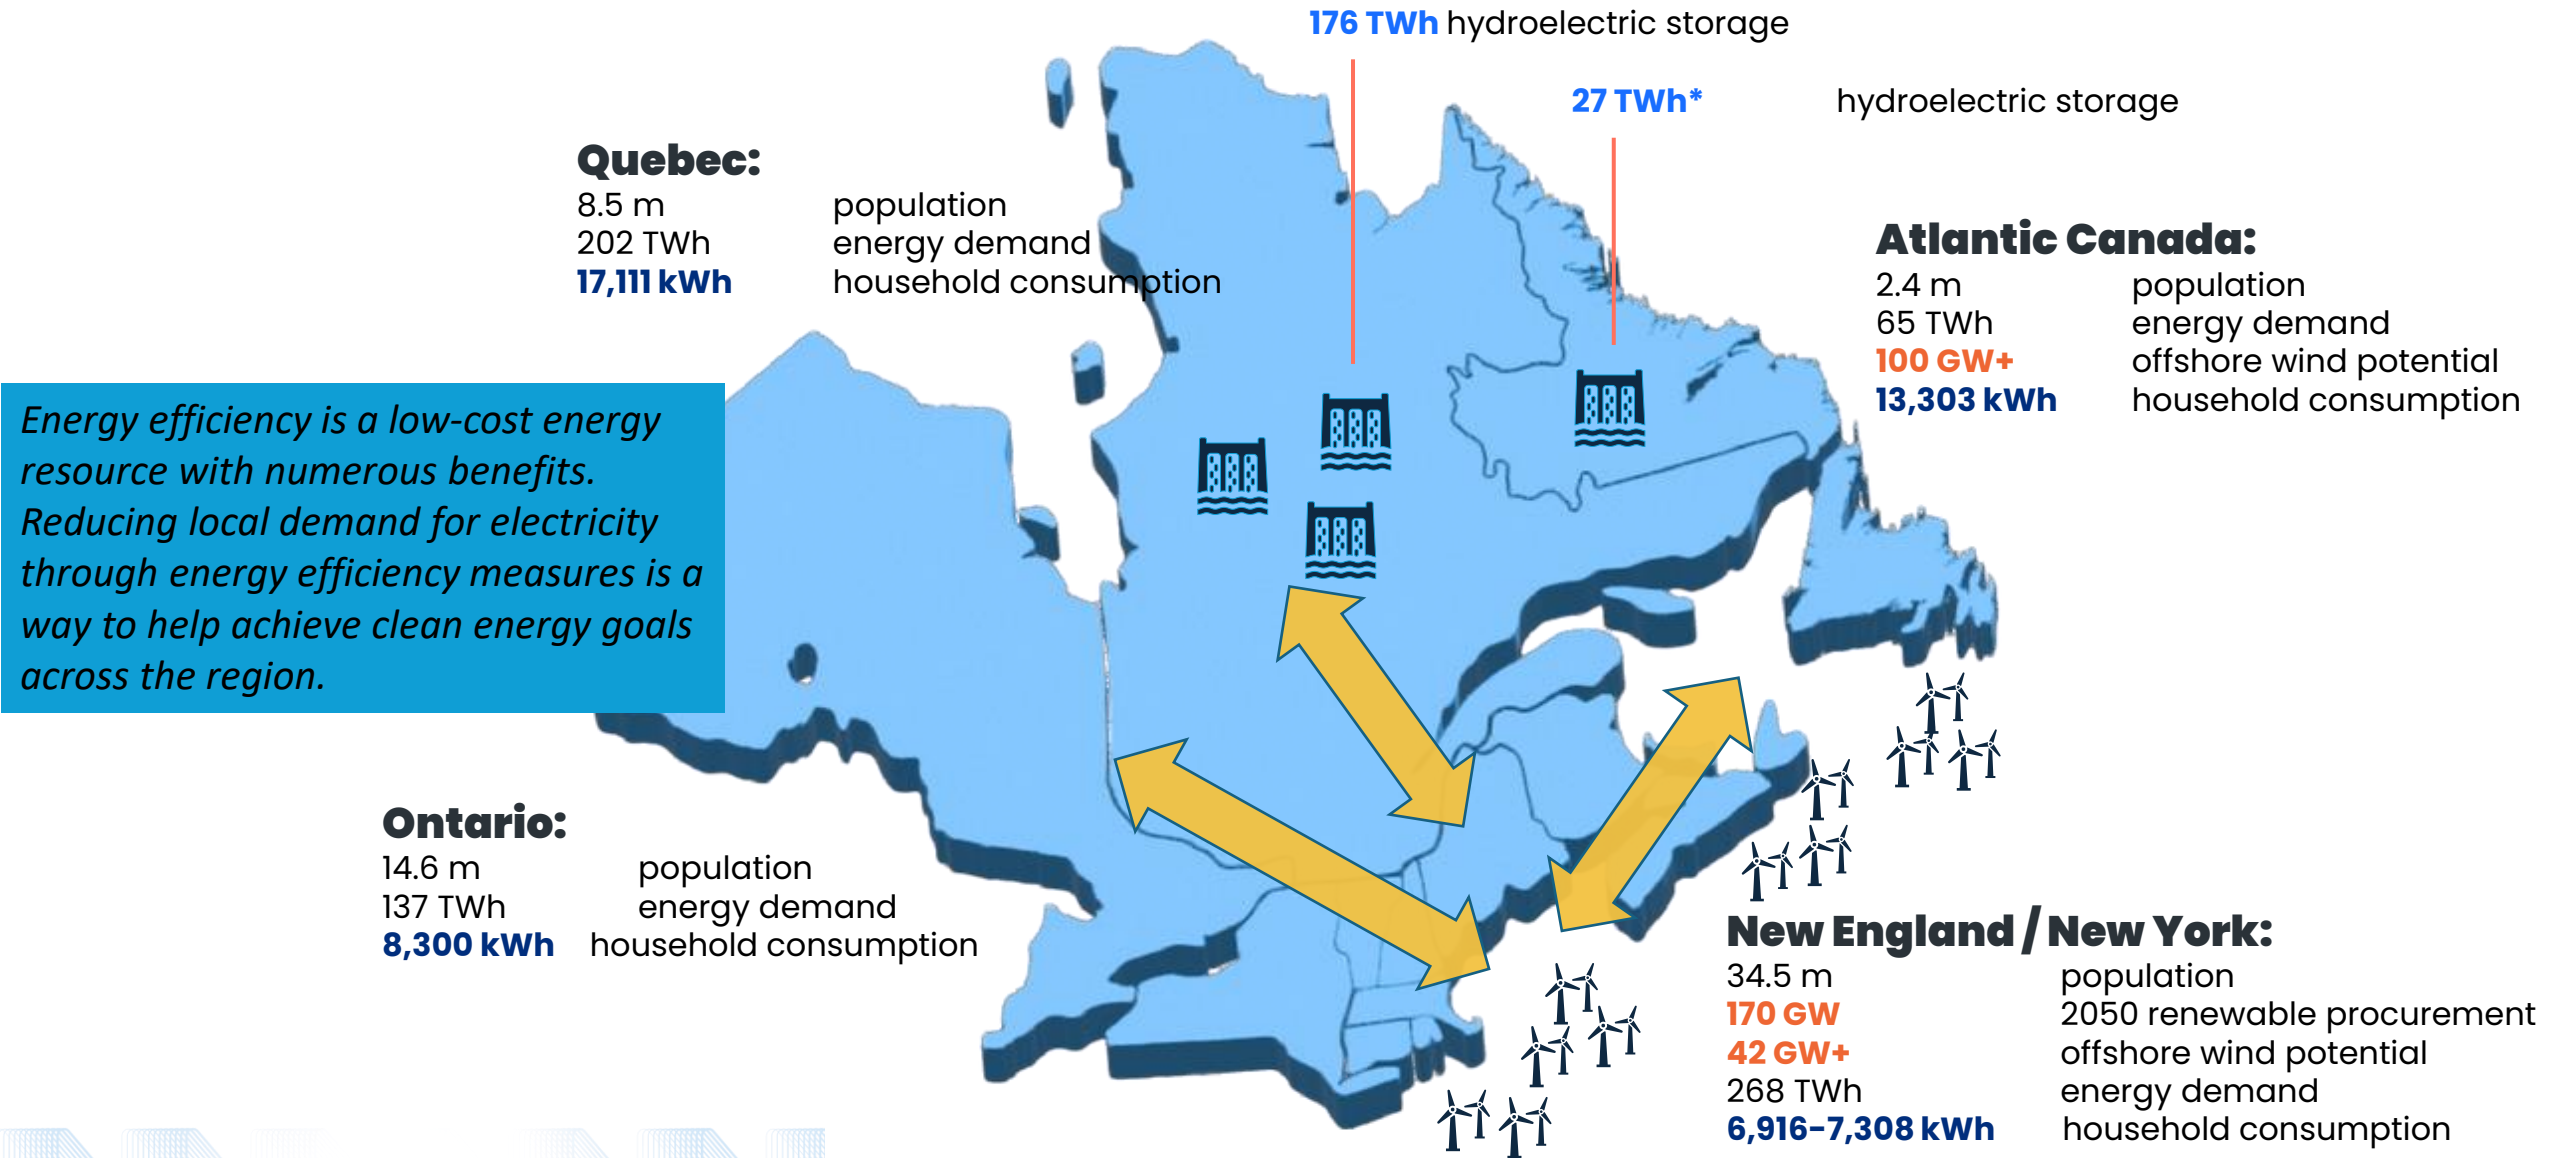 176 TWh hydroelectric storage
27 TWh* hydroelectric storage
Quebec:
8.5 m population
202 TWh energy demand
17,111 kWh household consumption
Atlantic Canada:
2.4 m population
65 TWh energy demand
100 GW+ offshore wind potential
13,303 kWh household consumption
Energy efficiency is a low-cost energy
resource with numerous benefits.
Reducing local demand for electricity
through energy efficiency measures is a
way to help achieve clean energy goals
across the region.
Ontario:
14.6 m population
137 TWh energy demand
8,300 kWh household consumption
New England / New York:
34.5 m population
170 GW 2050 renewable procurement
42 GW+ offshore wind potential
268 TWh energy demand
6,916-7,308 kWh household consumption